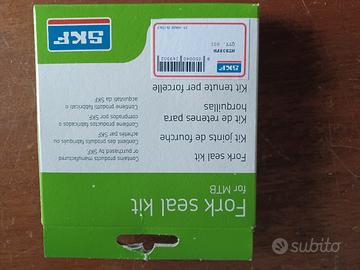 Fork seal kit
for MTB
Fork seal kit
Kit joints de fourche
Kit de retenes para
horquillas
Kit tenute per forcelle
Contains products manufactured
or purchased by SKF
Contient des produits fabriqués ou
achetés par SKF
Contiene productos fabricados o
comprados por SKF
Contiene prodotti fabbricati o
acquistati da SKF
SKF
QTY. 001
SKF
subito